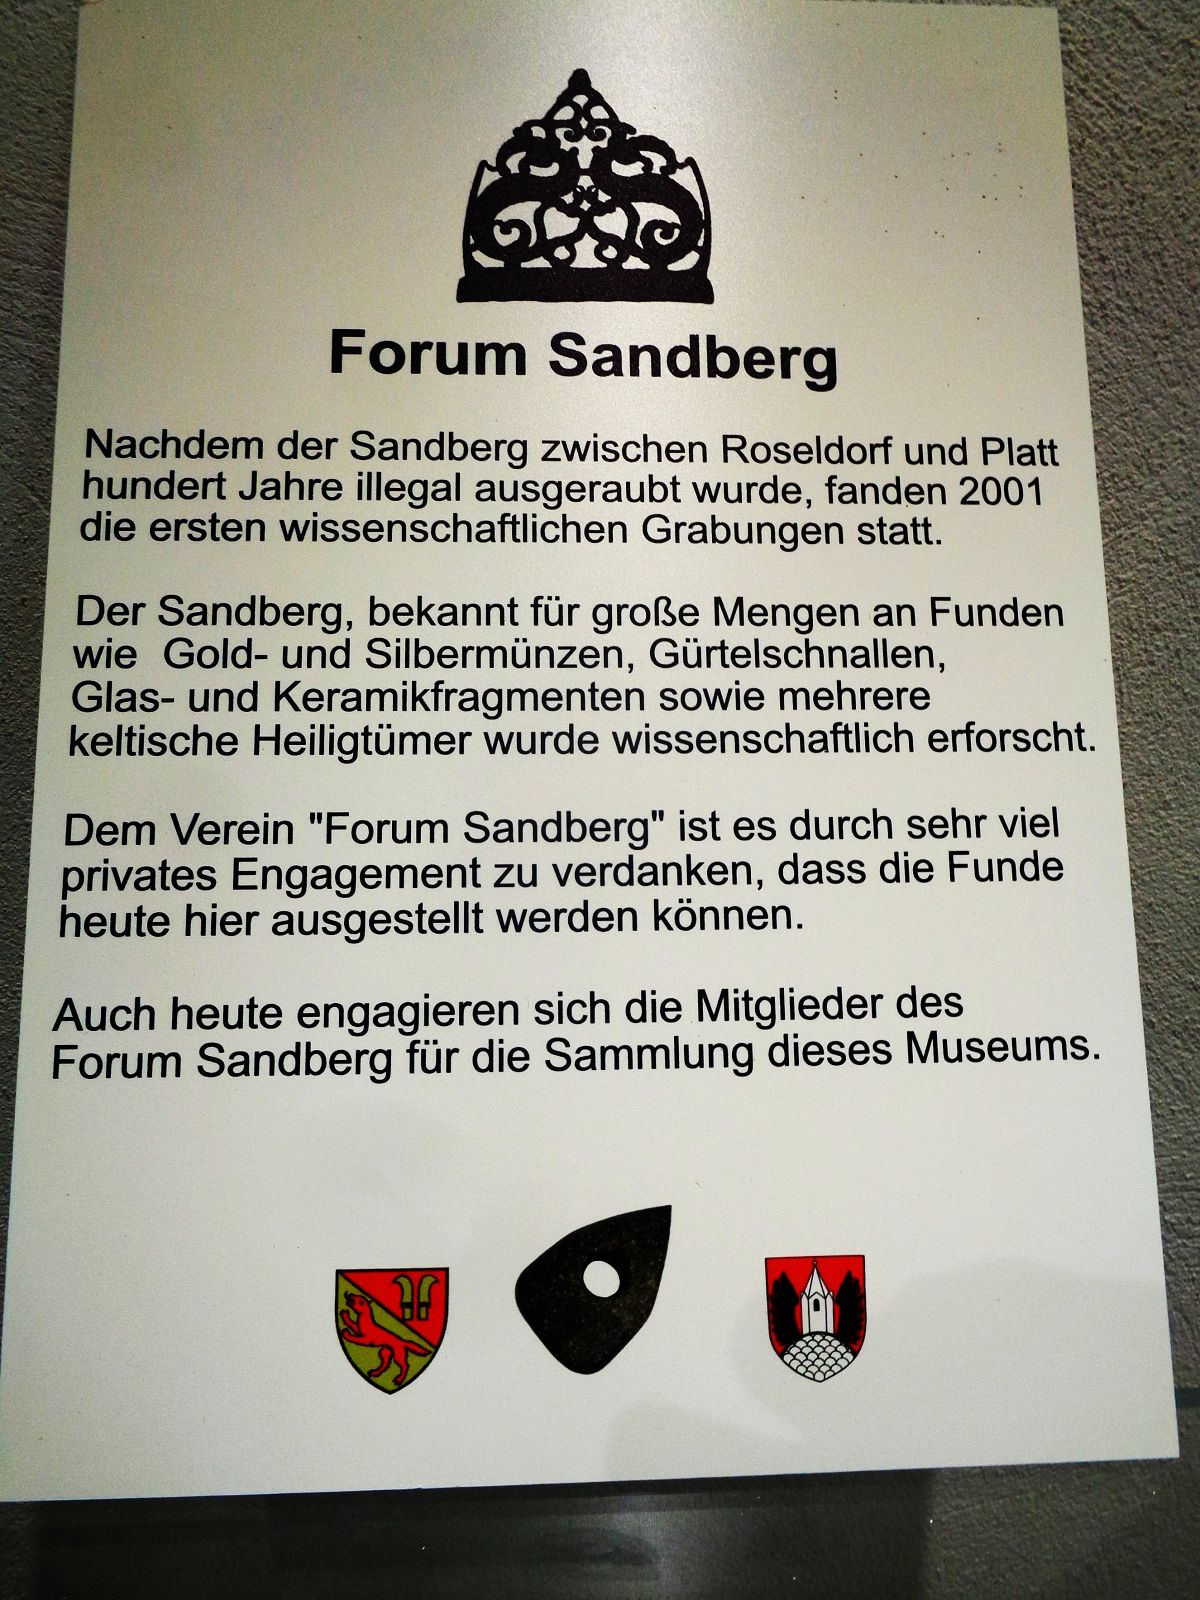 Forum Sandberg
Nachdem der Sandberg zwischen Roseldorf und Platt
hundert Jahre illegal ausgeraubt wurde, fanden 2001
die ersten wissenschaftlichen Grabungen statt.
Der Sandberg, bekannt für große Mengen an Funden
wie Gold- und Silbermünzen, Gürtelschnallen,
Glas- und Keramikfragmenten sowie mehrere
keltische Heiligtümer wurde wissenschaftlich erforscht.
Dem Verein "Forum Sandberg" ist es durch sehr viel
privates Engagement zu verdanken, dass die Funde
heute hier ausgestellt werden können.
Auch heute engagieren sich die Mitglieder des
Forum Sandberg für die Sammlung dieses Museums.